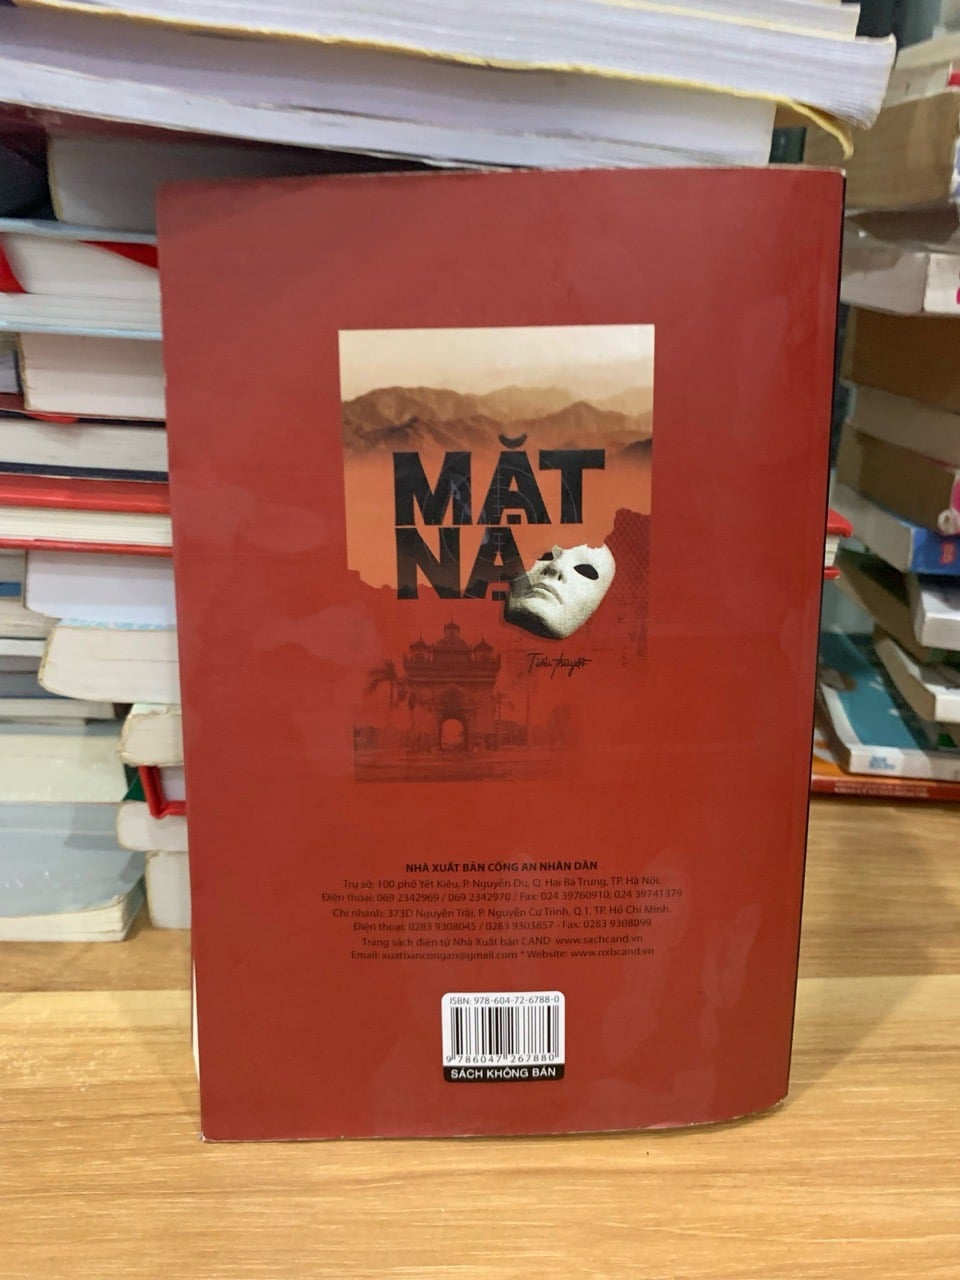 MẶT
NẠ
Tiểu thuyết
NHÀ XUẤT BẢN CÔNG AN NHÂN DÂN
Trụ sở: 100 phố Yết Kiêu, P. Nguyễn Du, Q. Hai Bà Trưng, TP. Hà Nội.
Điện thoại: 069 2342969 / 069 2342970 / Fax: 024 39760910; 024 39741379
Chi nhánh: 373D Nguyễn Trãi, P. Nguyễn Cư Trinh, Q.1, TP. Hồ Chí Minh.
Điện thoại: 0283 9308045 / 0283 9303857 - Fax: 0283 9308099
Trang sách điện tử Nhà Xuất bản CAND: www.sachcand.vn
Email: xuatbancongan@gmail.com * Website: www.nxbcand.vn
ISBN: 978-604-72-6788-0
9 786047 267880
SÁCH KHÔNG BÁN